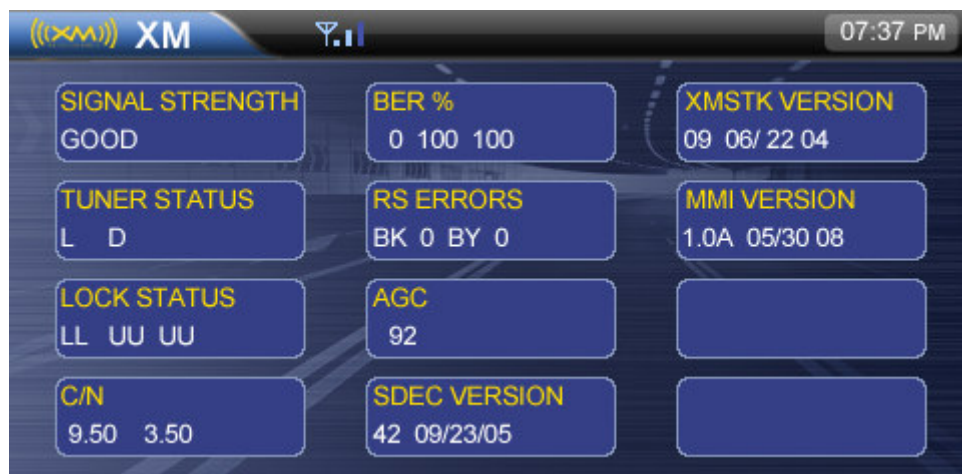 ((XM)) XM 07:37 PM
SIGNAL STRENGTH
GOOD
BER %
0 100 100
XMSTK VERSION
09 06/ 22 04
TUNER STATUS
L D
RS ERRORS
BK 0 BY 0
MMI VERSION
1.0A 05/30 08
LOCK STATUS
LL UU UU
AGC
92
C/N
9.50 3.50
SDEC VERSION
42 09/23/05